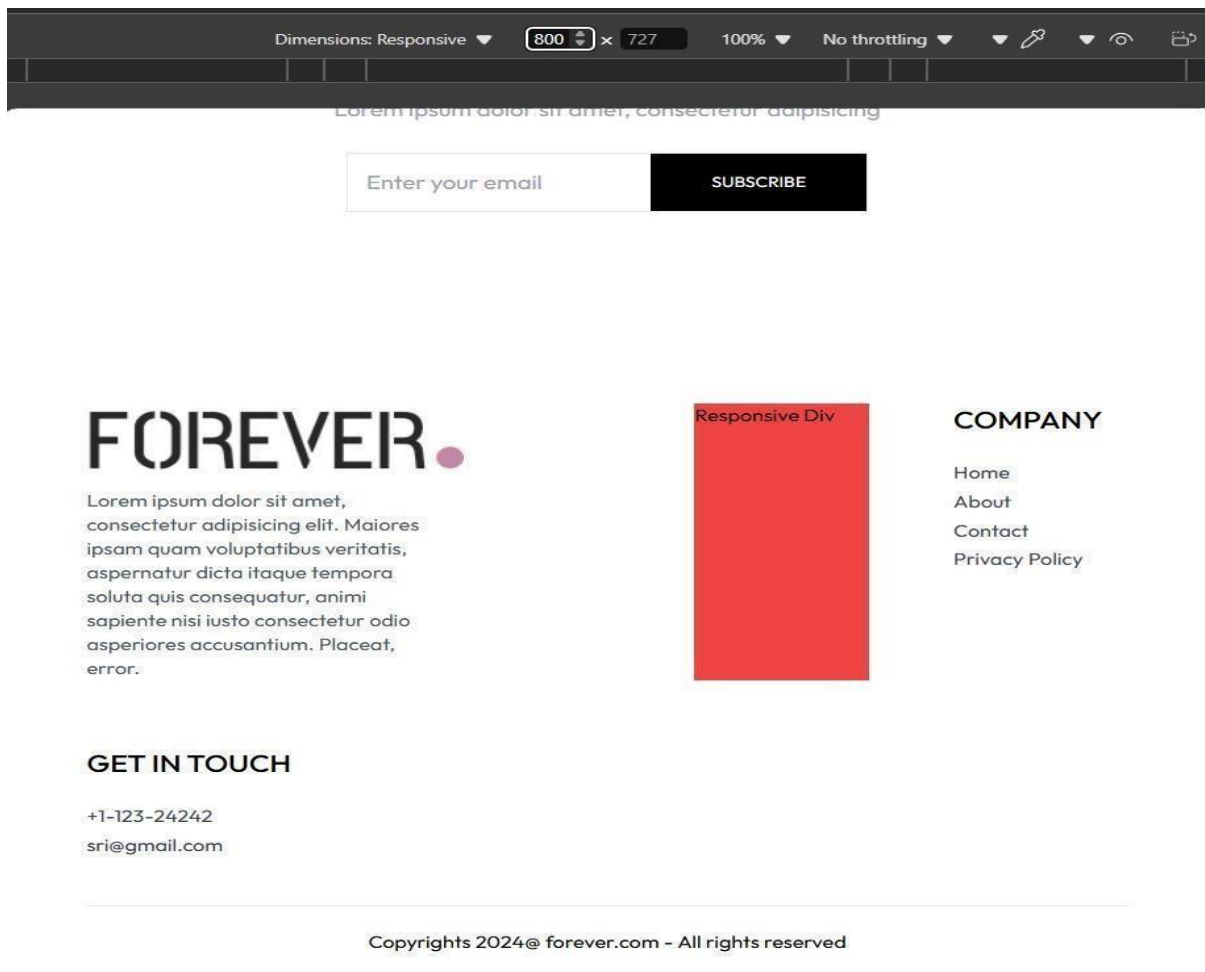 Dimensions: Responsive 800 x 727 100% No throttling
Lorem ipsum dolor sit amet, consectetur adipisicing
Enter your email SUBSCRIBE
FOREVER.
Lorem ipsum dolor sit amet,
consectetur adipisicing elit. Maiores
ipsam quam voluptatibus veritatis,
aspernatur dicta itaque tempora
soluta quis consequatur, animi
sapiente nisi iusto consectetur odio
asperiores accusantium. Placeat,
error.
Responsive Div
COMPANY
Home
About
Contact
Privacy Policy
GET IN TOUCH
+1-123-24242
sri@gmail.com
Copyrights 2024@ forever.com - All rights reserved